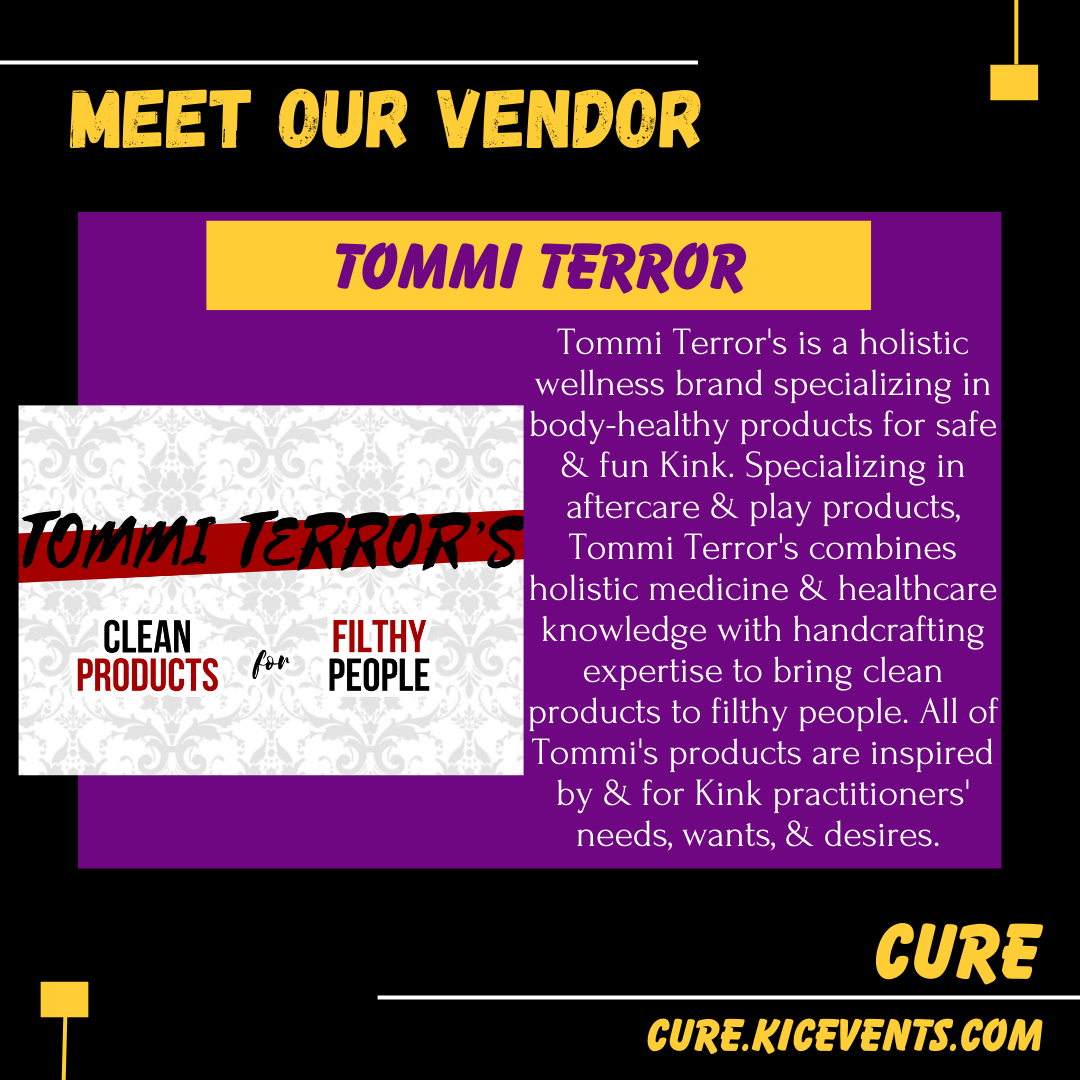 MEET OUR VENDOR
TOMMI TERROR
Tommi Terror's is a holistic
wellness brand specializing in
body-healthy products for safe
& fun Kink. Specializing in
aftercare & play products,
Tommi Terror's combines
holistic medicine & healthcare
knowledge with handcrafting
expertise to bring clean
products to filthy people. All of
Tommi's products are inspired
by & for Kink practitioners'
needs, wants, & desires.
TOMMI TERROR'S
CLEAN
PRODUCTS
for
FILTHY
PEOPLE
CURE
CURE.KICEVENTS.COM